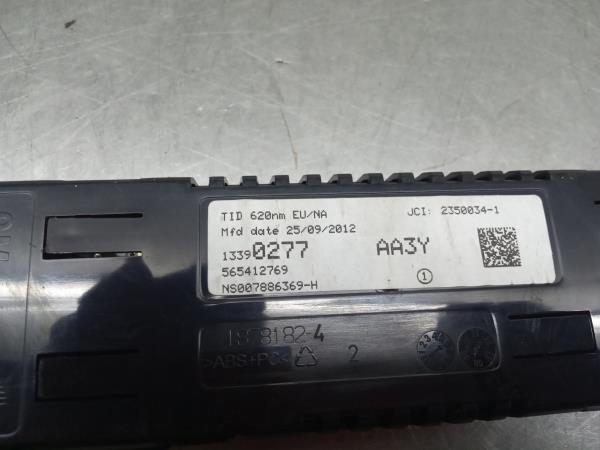 TID 620nm EU/NA JCI: 2350034-1
Mfd date 25/09/2012
13390277 AA3Y
565412769 1
NS007886369-H
1878182-4
>ABS+PC< 2